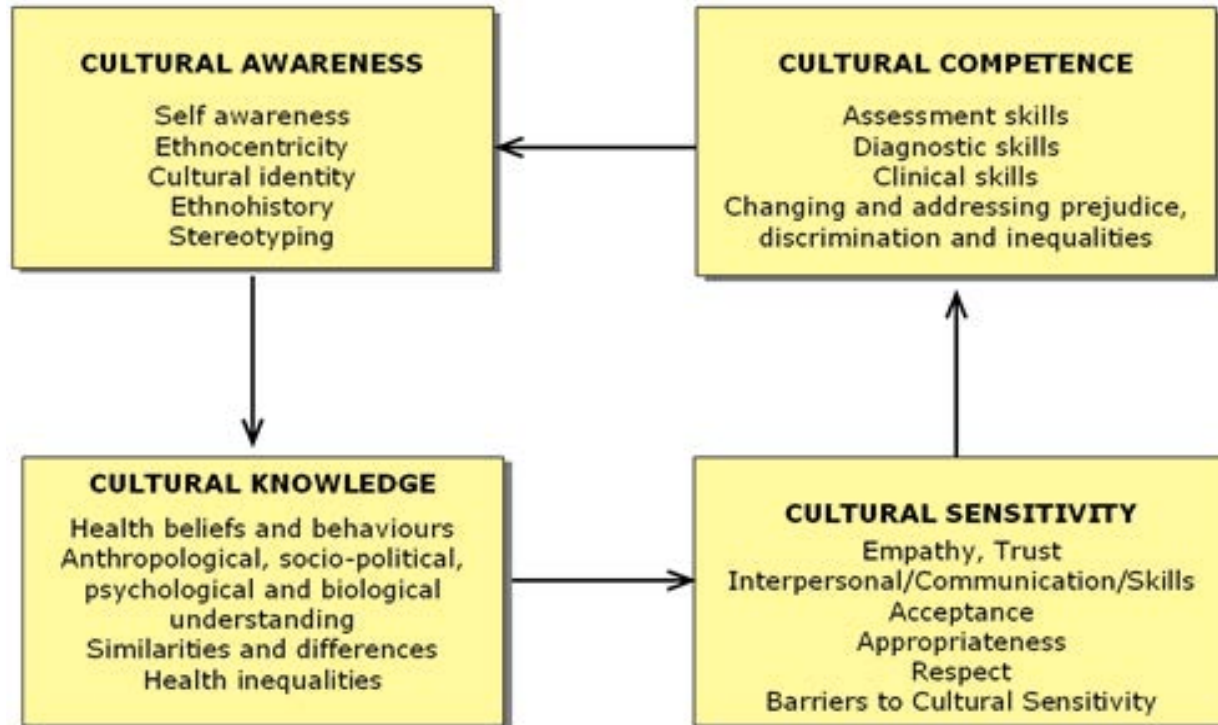 CULTURAL AWARENESS
Self awareness
Ethnocentricity
Cultural identity
Ethnohistory
Stereotyping
CULTURAL COMPETENCE
Assessment skills
Diagnostic skills
Clinical skills
Changing and addressing prejudice,
discrimination and inequalities
CULTURAL KNOWLEDGE
Health beliefs and behaviours
Anthropological, socio-political,
psychological and biological
understanding
Similarities and differences
Health inequalities
CULTURAL SENSITIVITY
Empathy, Trust
Interpersonal/Communication/Skills
Acceptance
Appropriateness
Respect
Barriers to Cultural Sensitivity